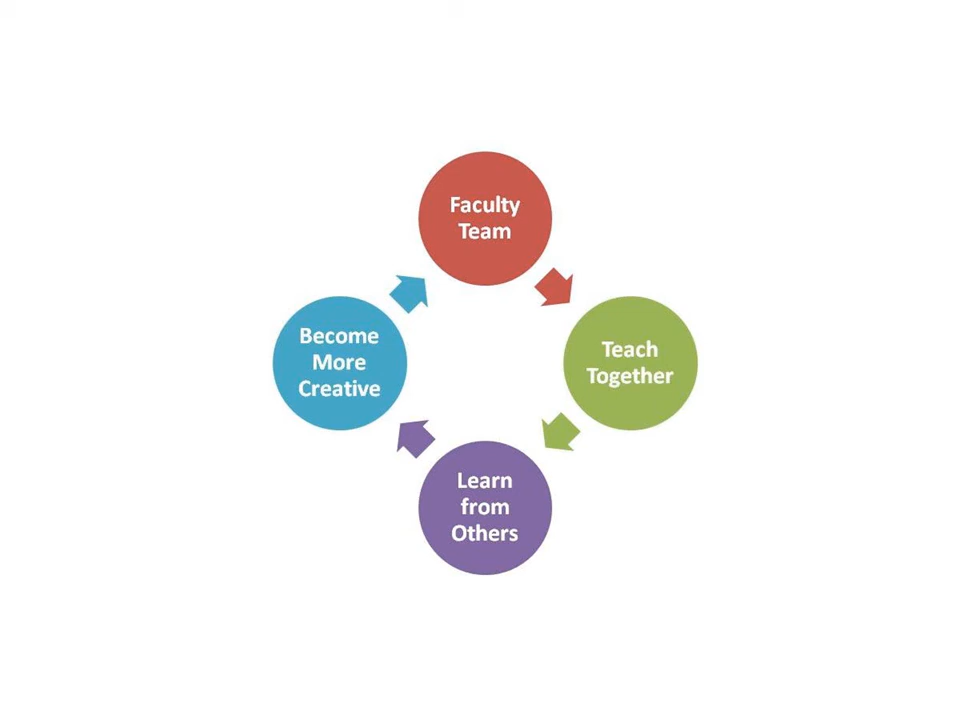 Faculty
Team
Teach
Together
Learn
from
Others
Become
More
Creative